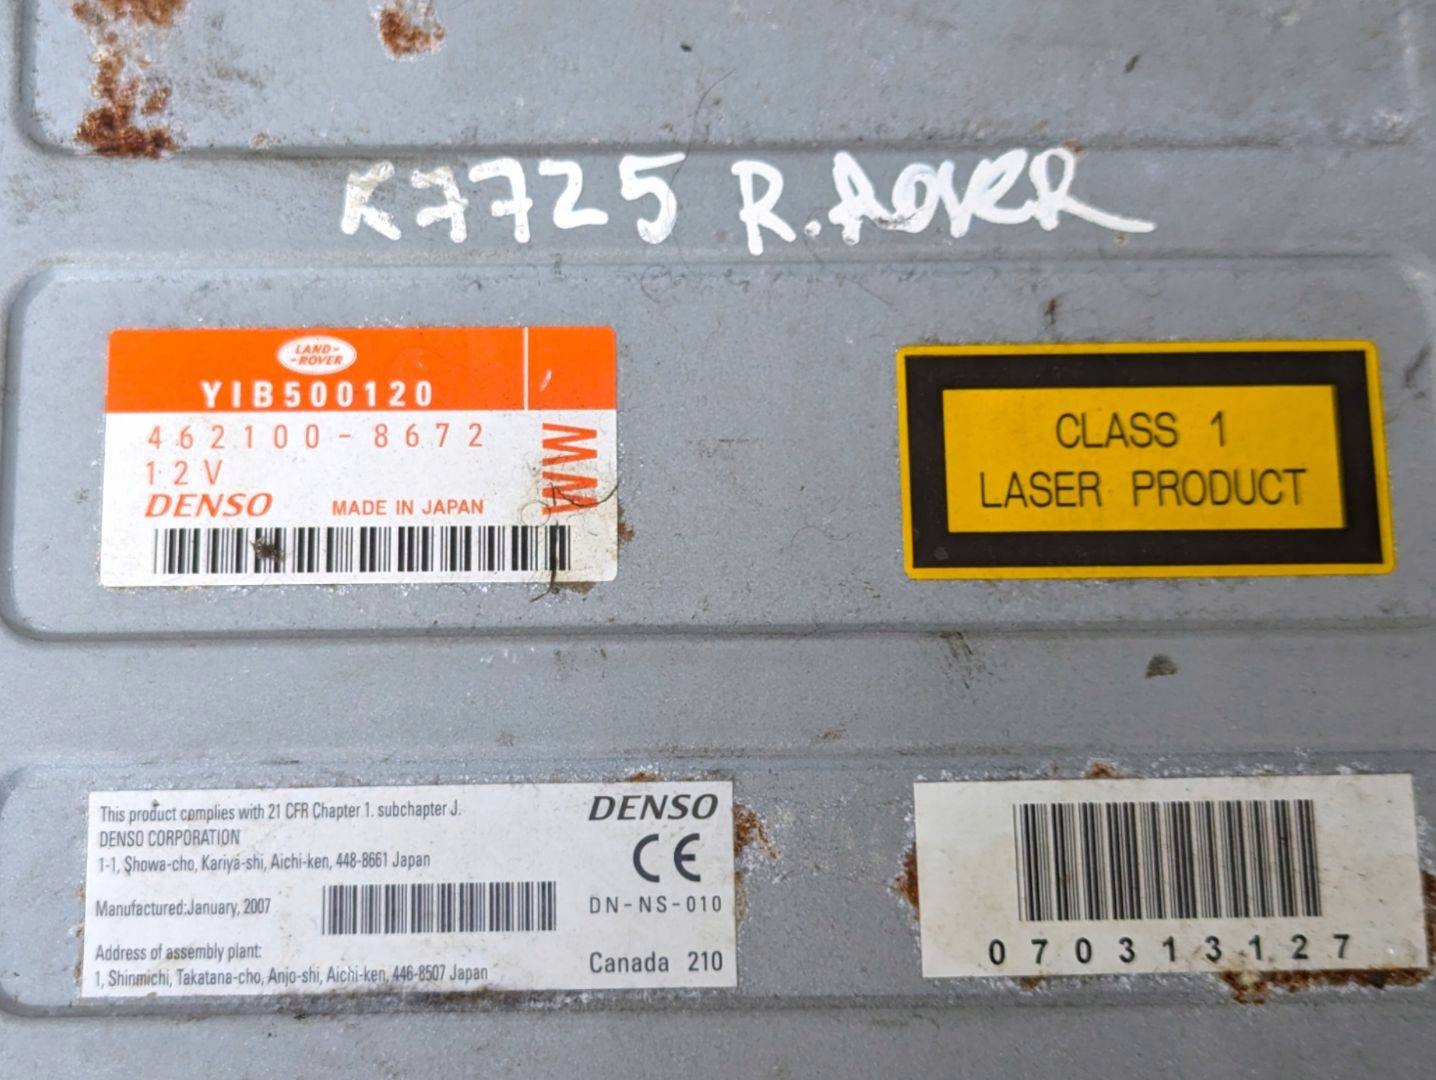 K7725 R.ROVER
LAND-
-ROVER
YIB500120
462100-8672
12V
DENSO MADE IN JAPAN
CLASS 1
LASER PRODUCT
This product complies with 21 CFR Chapter 1. subchapter J.
DENSO CORPORATION
1-1, Showa-cho, Kariya-shi, Aichi-ken, 448-8661 Japan
Manufactured:January, 2007
Address of assembly plant:
1, Shinmichi, Takatana-cho, Anjo-shi, Aichi-ken, 446-8507 Japan
DENSO
CE
DN-NS-010
Canada 210
070313127